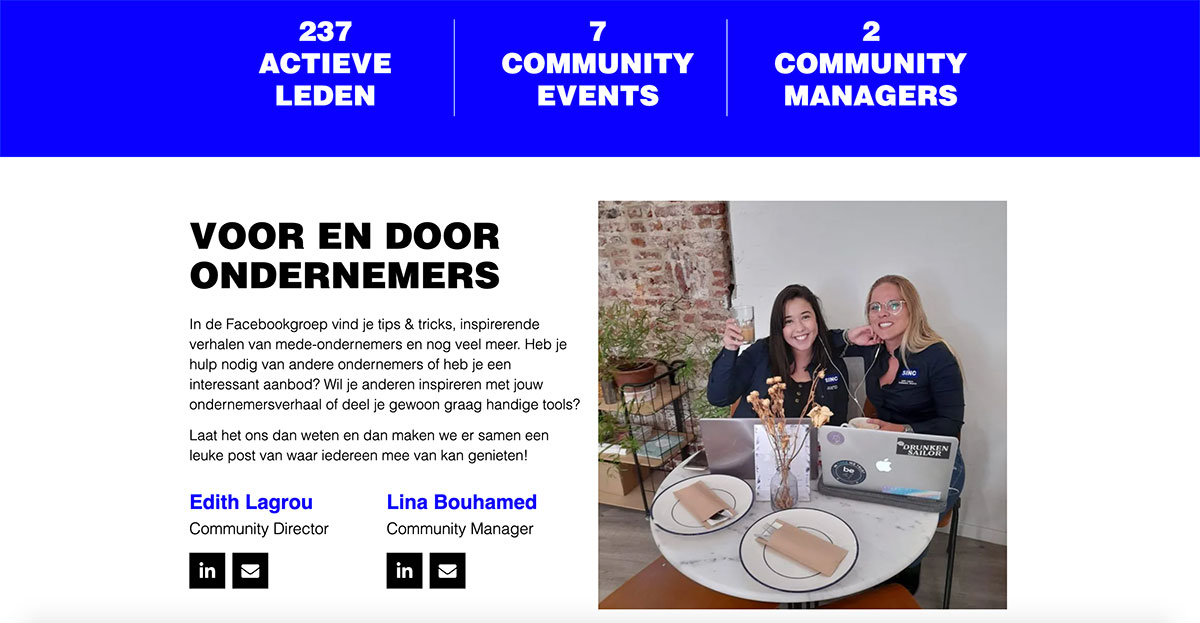 237
ACTIEVE
LEDEN
7
COMMUNITY
EVENTS
2
COMMUNITY
MANAGERS
VOOR EN DOOR
ONDERNEMERS
In de Facebookgroep vind je tips & tricks, inspirerende
verhalen van mede-ondernemers en nog veel meer. Heb je
hulp nodig van andere ondernemers of heb je een
interessant aanbod? Wil je anderen inspireren met jouw
ondernemersverhaal of deel je gewoon graag handige tools?
Laat het ons dan weten en dan maken we er samen een
leuke post van waar iedereen mee van kan genieten!
Edith Lagrou
Community Director
in
Lina Bouhamed
Community Manager
in
BINC
BINC
DRUNKEN
SAILOR
be